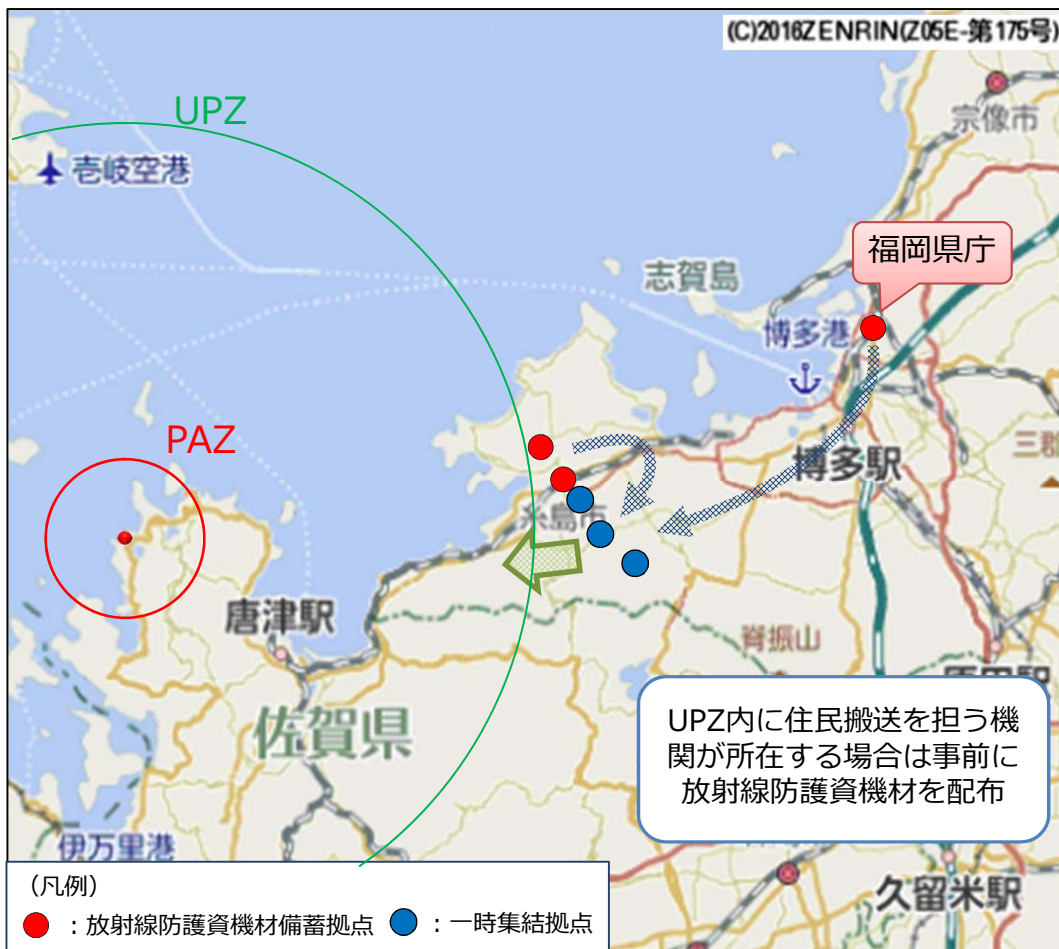 (C)2016ZENRIN(Z05E-第175号)
UPZ
宗像市
壱岐空港
福岡県庁
志賀島
博多港
PAZ
三郡
博多駅
糸島市
唐津駅
脊振山
原田駅
佐賀県
UPZ内に住民搬送を担う機
関が所在する場合は事前に
放射線防護資機材を配布
伊万里港
久留米駅
（凡例）
：放射線防護資機材備蓄拠点 ：一時集結拠点